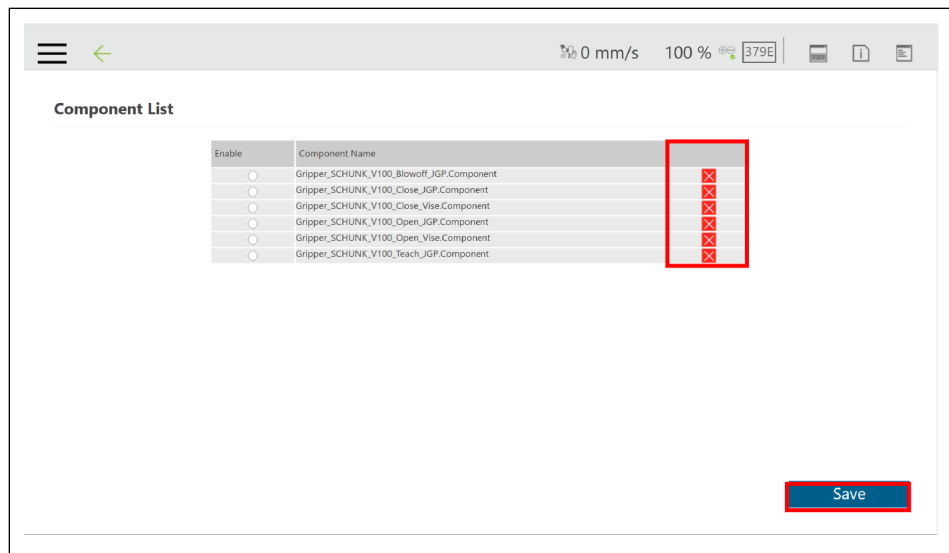 0 mm/s 100 % 379E
Component List
Enable Component Name
Gripper_SCHUNK_V100_Blowoff_JGP.Component
Gripper_SCHUNK_V100_Close_JGP.Component
Gripper_SCHUNK_V100_Close_Vise.Component
Gripper_SCHUNK_V100_Open_JGP.Component
Gripper_SCHUNK_V100_Open_Vise.Component
Gripper_SCHUNK_V100_Teach_JGP.Component
Save